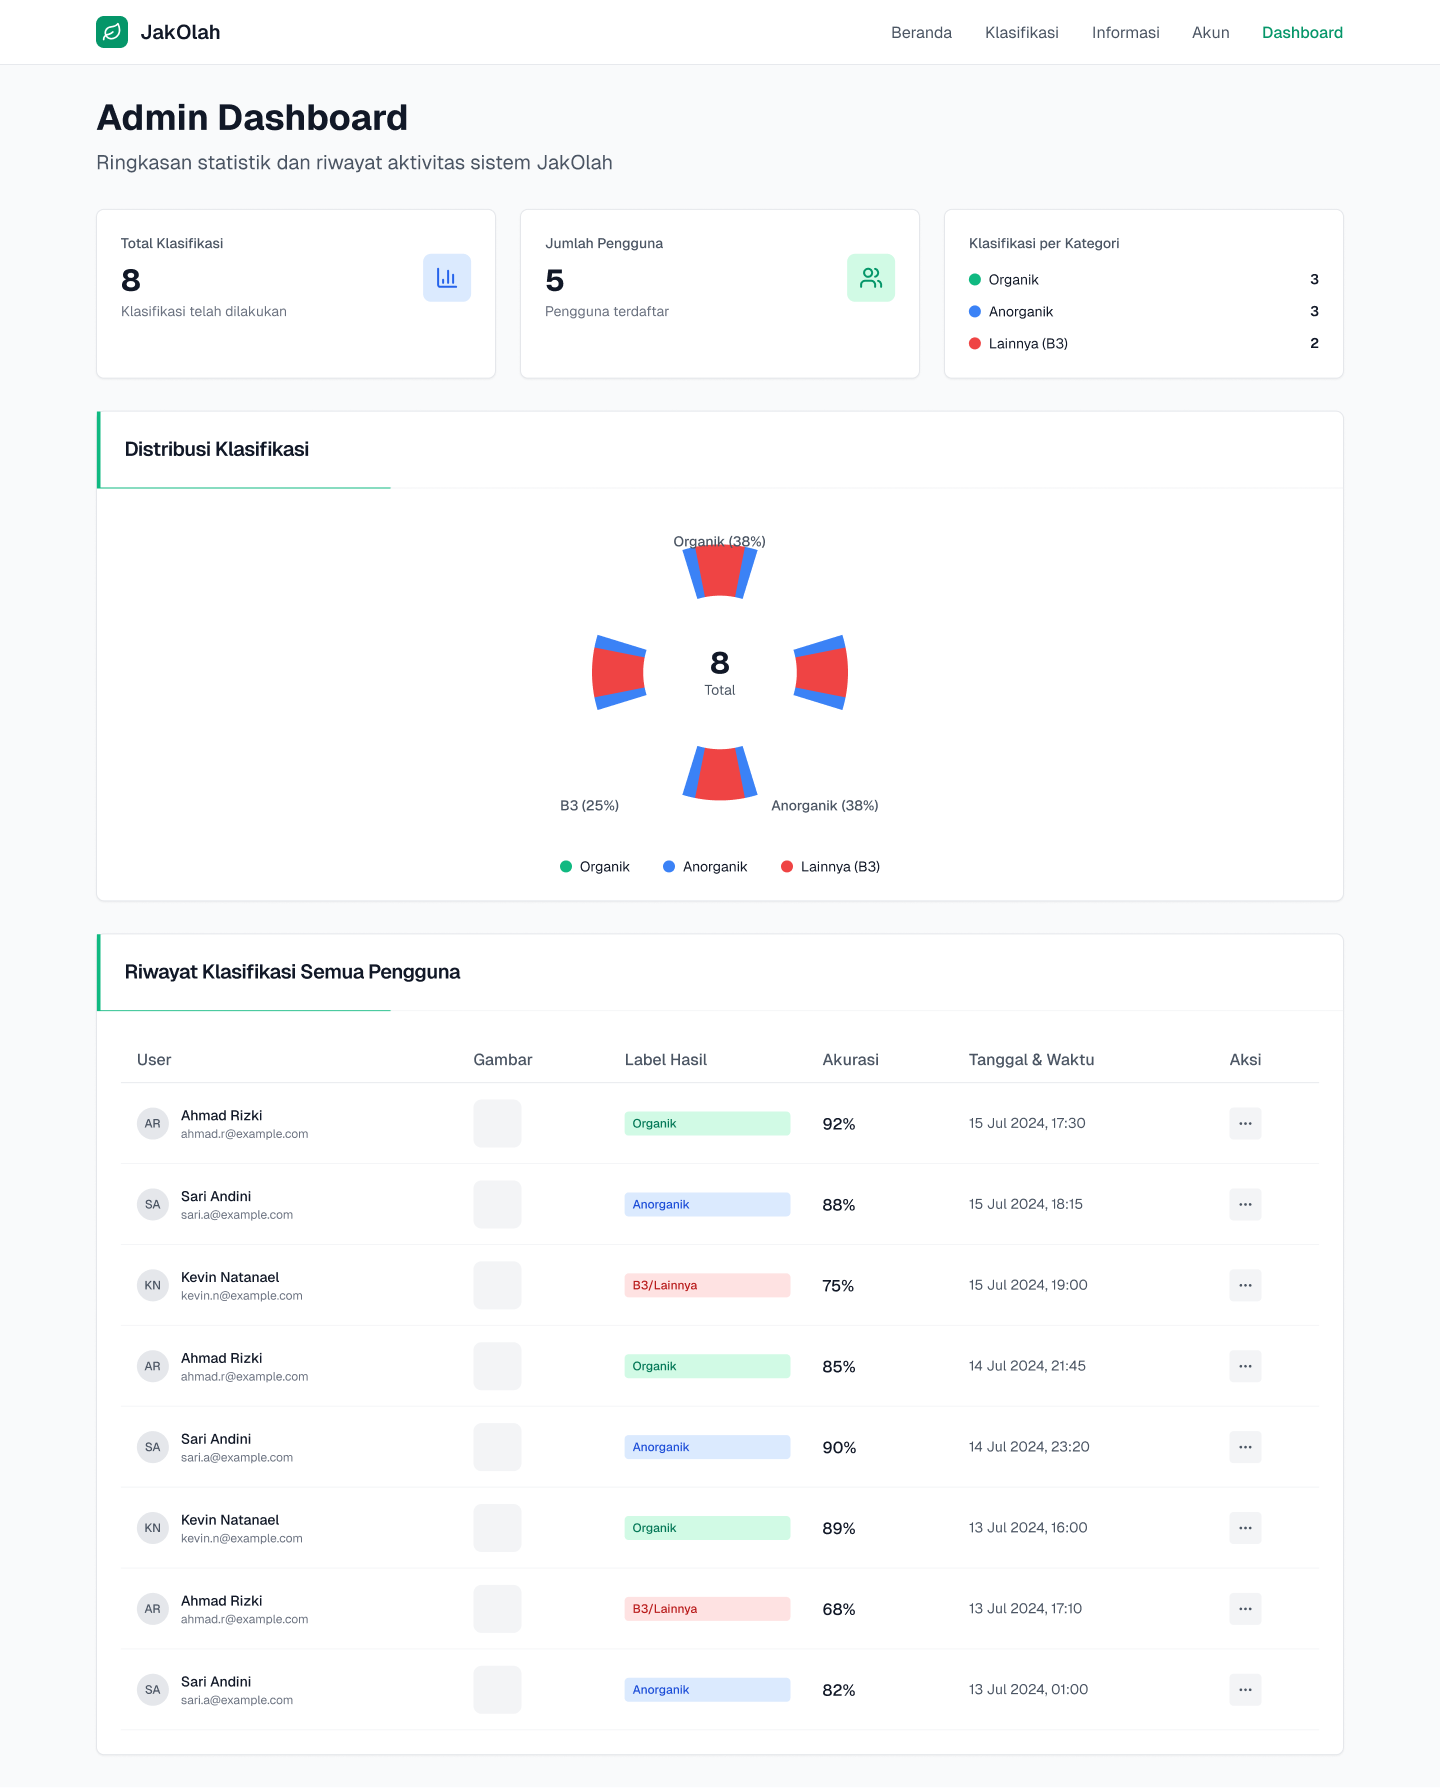 JakOlah
Beranda Klasifikasi Informasi Akun Dashboard
Admin Dashboard
Ringkasan statistik dan riwayat aktivitas sistem JakOlah
Total Klasifikasi
8
Klasifikasi telah dilakukan
Jumlah Pengguna
5
Pengguna terdaftar
Klasifikasi per Kategori
Organik 3
Anorganik 3
Lainnya (B3) 2
Distribusi Klasifikasi
Organik (38%)
8
Total
B3 (25%) Anorganik (38%)
Organik Anorganik Lainnya (B3)
Riwayat Klasifikasi Semua Pengguna
User Gambar Label Hasil Akurasi Tanggal & Waktu Aksi
AR Ahmad Rizki Organik 92% 15 Jul 2024, 17:30
ahmad.r@example.com
SA Sari Andini Anorganik 88% 15 Jul 2024, 18:15
sari.a@example.com
KN Kevin Natanael B3/Lainnya 75% 15 Jul 2024, 19:00
kevin.n@example.com
AR Ahmad Rizki Organik 85% 14 Jul 2024, 21:45
ahmad.r@example.com
SA Sari Andini Anorganik 90% 14 Jul 2024, 23:20
sari.a@example.com
KN Kevin Natanael Organik 89% 13 Jul 2024, 16:00
kevin.n@example.com
AR Ahmad Rizki B3/Lainnya 68% 13 Jul 2024, 17:10
ahmad.r@example.com
SA Sari Andini Anorganik 82% 13 Jul 2024, 01:00
sari.a@example.com